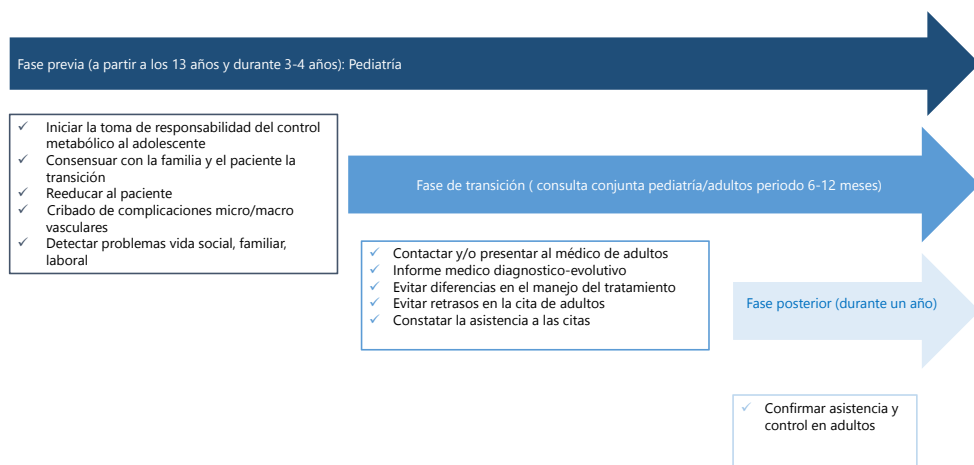 Fase previa (a partir a los 13 años y durante 3-4 años): Pediatría
✓ Iniciar la toma de responsabilidad del control
metabólico al adolescente
✓ Consensuar con la familia y el paciente la
transición
✓ Reeducar al paciente
✓ Cribado de complicaciones micro/macro
vasculares
✓ Detectar problemas vida social, familiar,
laboral
Fase de transición ( consulta conjunta pediatría/adultos periodo 6-12 meses)
✓ Contactar y/o presentar al médico de adultos
✓ Informe medico diagnostico-evolutivo
✓ Evitar diferencias en el manejo del tratamiento
✓ Evitar retrasos en la cita de adultos
✓ Constatar la asistencia a las citas
Fase posterior (durante un año)
✓ Confirmar asistencia y
control en adultos